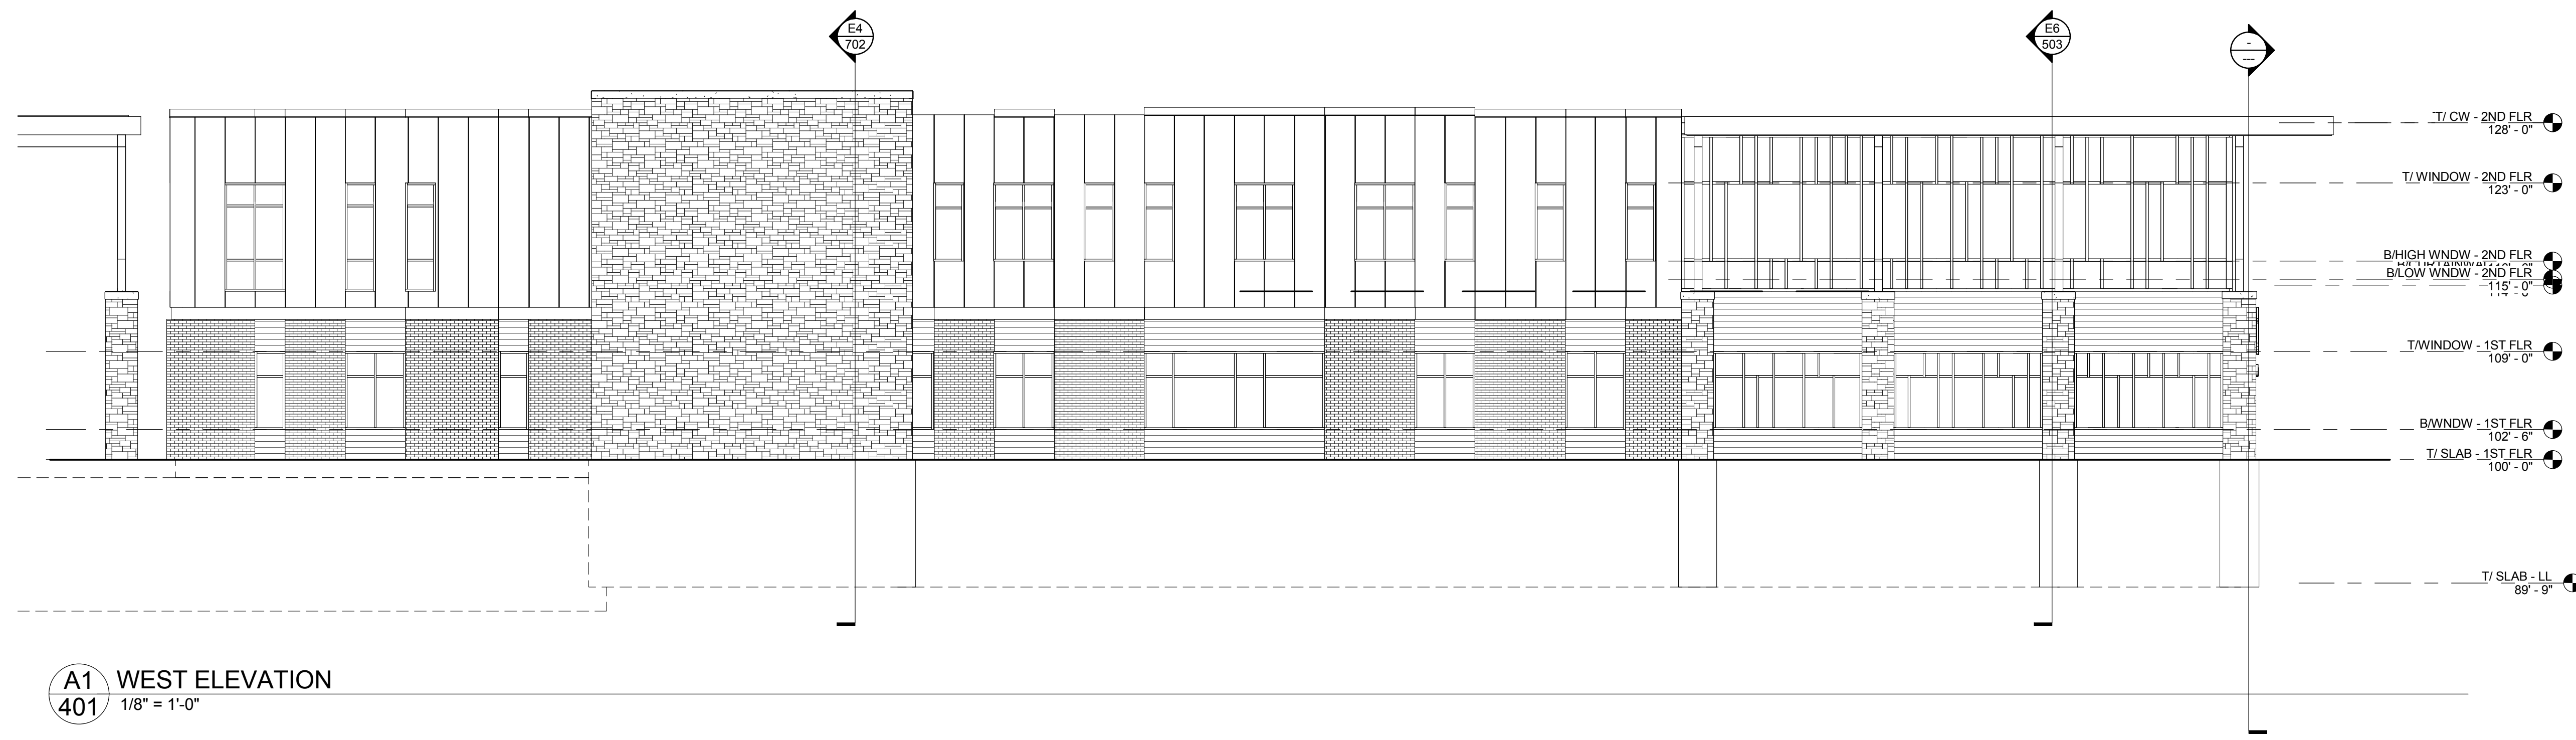 E4
702
E6
503
-
---
T/ CW - 2ND FLR
128' - 0"
T/ WINDOW - 2ND FLR
123' - 0"
B/HIGH WNDW - 2ND FLR
B/LOW WNDW - 2ND FLR
115' - 0"
T/WINDOW - 1ST FLR
109' - 0"
B/WNDW - 1ST FLR
102' - 6"
T/ SLAB - 1ST FLR
100' - 0"
T/ SLAB - LL
89' - 9"
A1
401
WEST ELEVATION
1/8" = 1'-0"